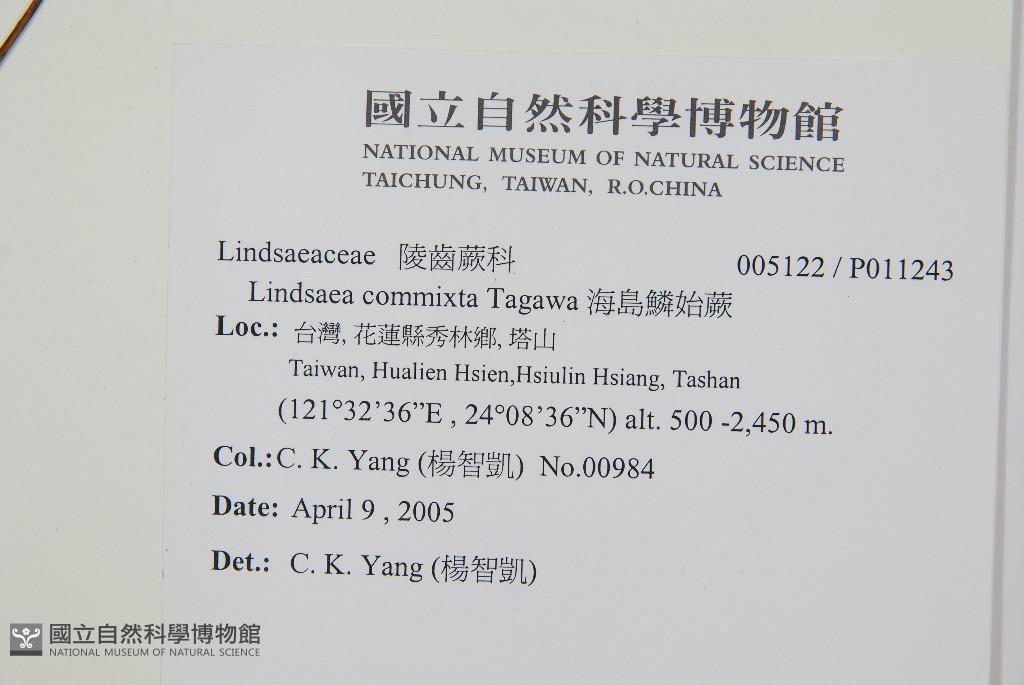 國立自然科學博物館
NATIONAL MUSEUM OF NATURAL SCIENCE
TAICHUNG, TAIWAN, R.O.CHINA
Lindsaeaceae 陵齒蕨科 005122 / P011243
Lindsaea commixta Tagawa 海島鱗始蕨
Loc.: 台灣, 花蓮縣秀林鄉, 塔山
Taiwan, Hualien Hsien,Hsiulin Hsiang, Tashan
(121°32’36”E , 24°08’36”N) alt. 500 -2,450 m.
Col.: C. K. Yang (楊智凱) No.00984
Date: April 9 , 2005
Det.: C. K. Yang (楊智凱)
國立自然科學博物館
NATIONAL MUSEUM OF NATURAL SCIENCE